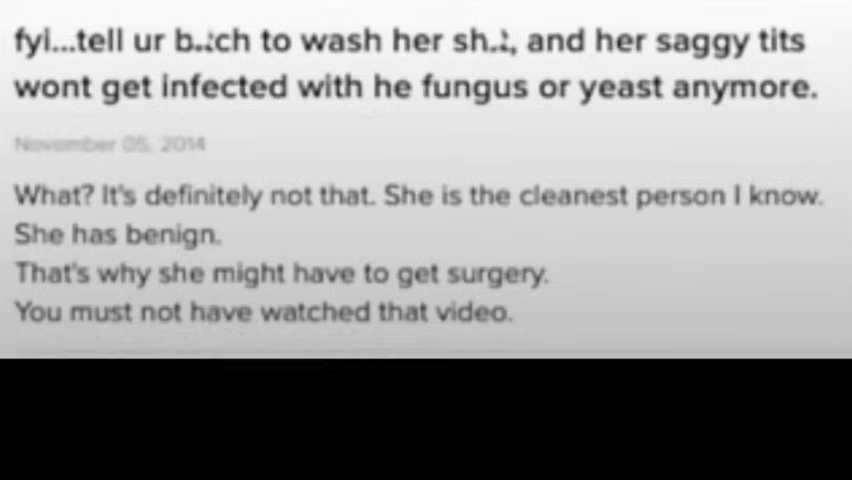 fyi...tell ur b..ch to wash her sh.t, and her saggy tits
wont get infected with he fungus or yeast anymore.
November 05, 2014
What? It's definitely not that. She is the cleanest person I know.
She has benign.
That's why she might have to get surgery.
You must not have watched that video.